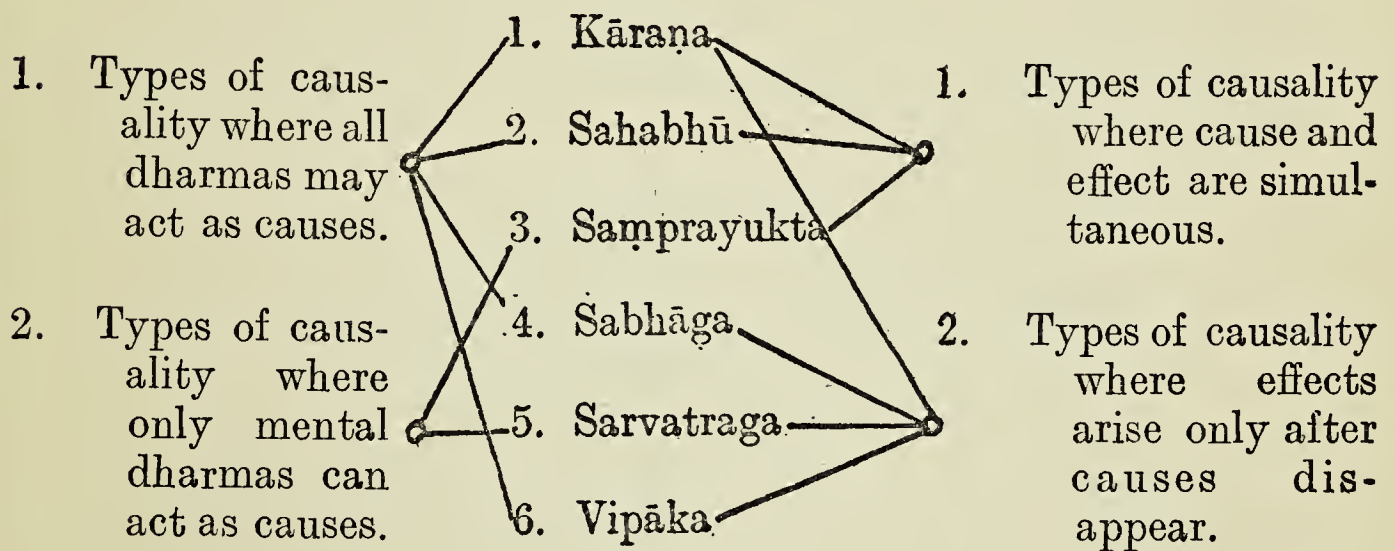 1. Types of caus-
ality where all
dharmas may
act as causes.
2. Types of caus-
ality where
only mental
dharmas can
act as causes.
1. Kāraṇa
2. Sahabhū
3. Saṃprayukta
4. Sabhāga
5. Sarvatraga
6. Vipāka
1. Types of causality
where cause and
effect are simul-
taneous.
2. Types of causality
where effects
arise only after
causes dis-
appear.